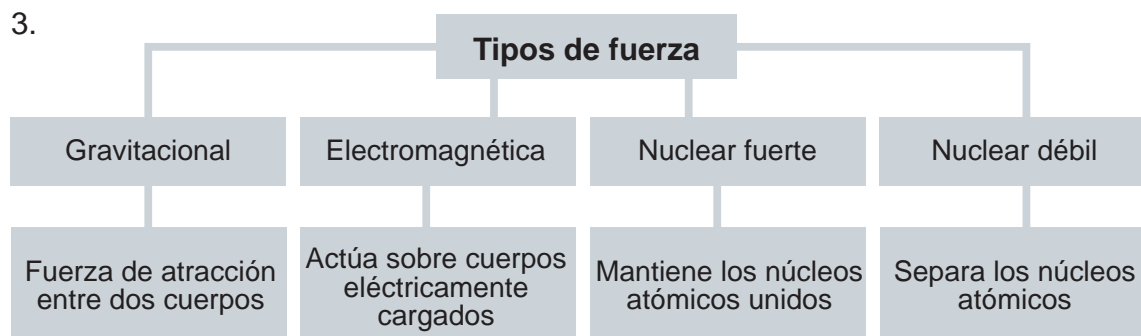 3.
Tipos de fuerza
Gravitacional
Electromagnética
Nuclear fuerte
Nuclear débil
Fuerza de atracción
entre dos cuerpos
Actúa sobre cuerpos
eléctricamente
cargados
Mantiene los núcleos
atómicos unidos
Separa los núcleos
atómicos